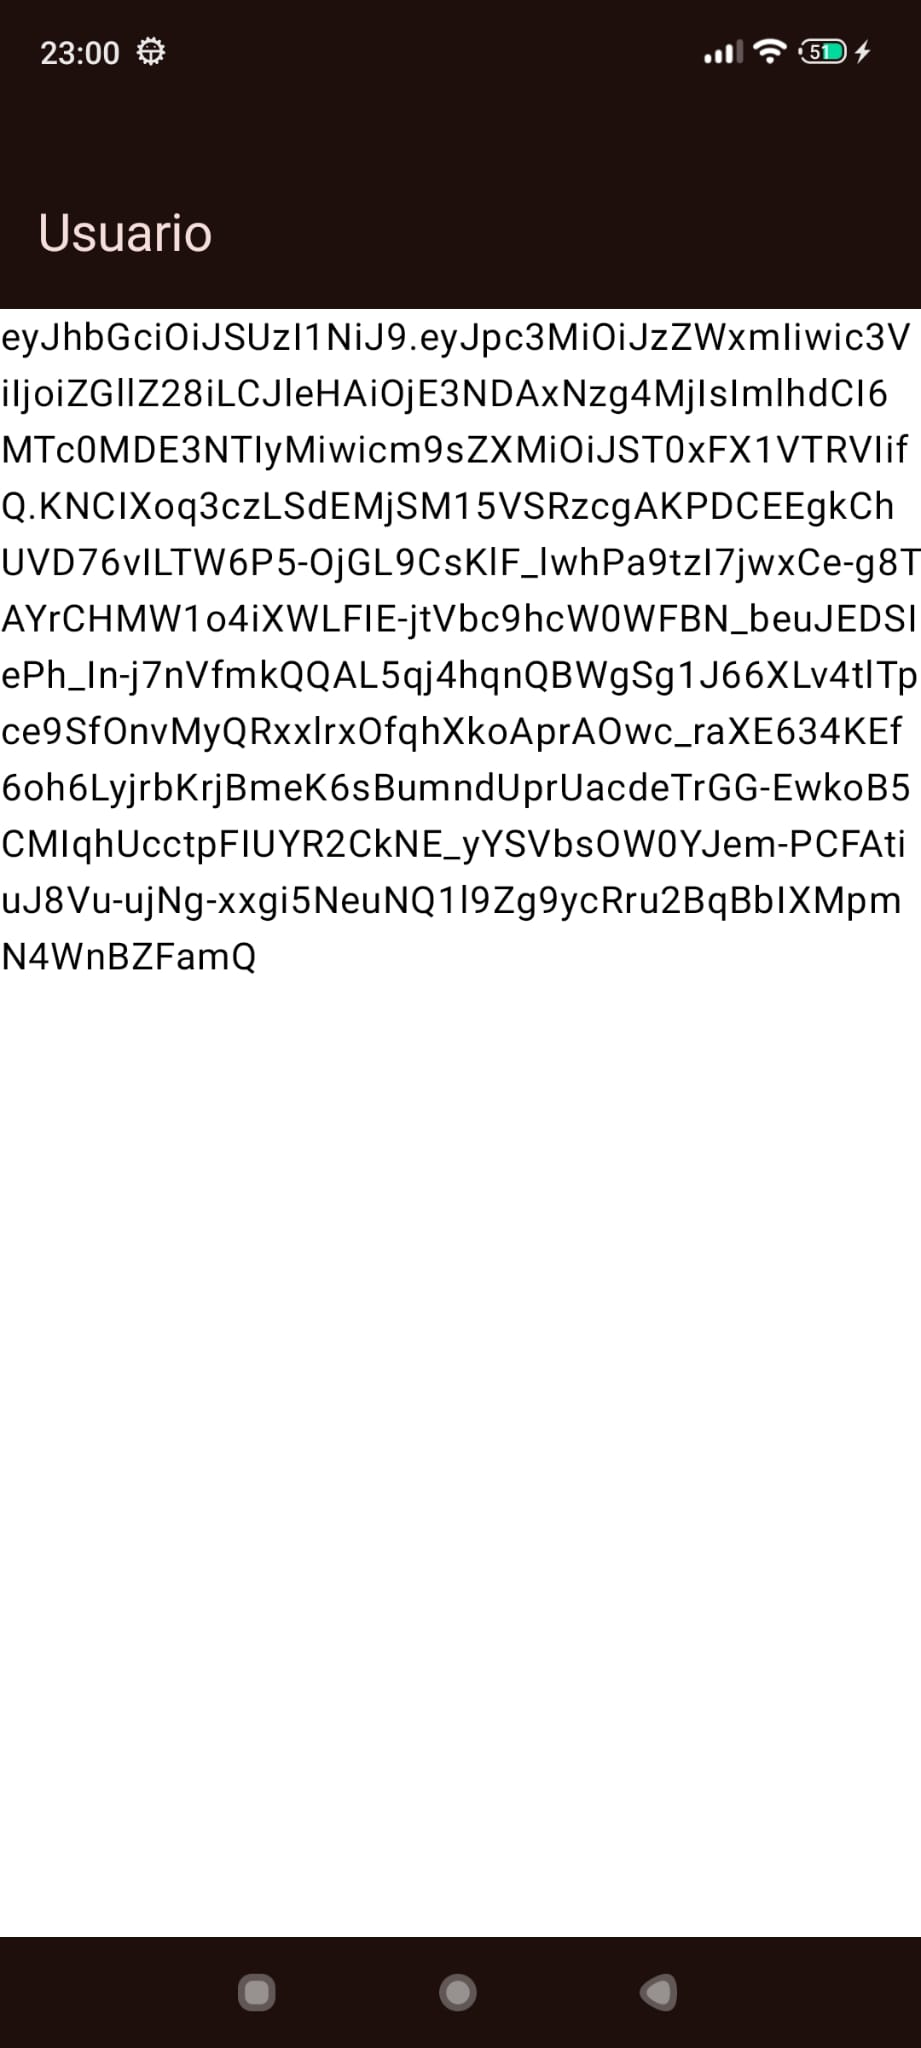 23:00
51
Usuario
eyJhbGciOiJSUzI1NiJ9.eyJpc3MiOiJzZWxmIiwic3V
iIjoiZGllZ28iLCJleHAiOjE3NDAxNzg4MjIsImlhdCI6
MTc0MDE3NTIyMiwicm9sZXMiOiJST0xFX1VTRVIif
Q.KNCIXoq3czLSdEMjSM15VSRzcgAKPDCEEgkCh
UVD76vILTW6P5-OjGL9CsKlF_lwhPa9tzI7jwxCe-g8T
AYrCHMW1o4iXWLFIE-jtVbc9hcW0WFBN_beuJEDSI
ePh_In-j7nVfmkQQAL5qj4hqnQBWgSg1J66XLv4tlTp
ce9SfOnvMyQRxxlrxOfqhXkoAprAOwc_raXE634KEf
6oh6LyjrbKrjBmeK6sBumndUprUacdeTrGG-EwkoB5
CMIqhUcctpFIUYR2CkNE_yYSVbsOW0YJem-PCFAti
uJ8Vu-ujNg-xxgi5NeuNQ1l9Zg9ycRru2BqBbIXMpm
N4WnBZFamQ